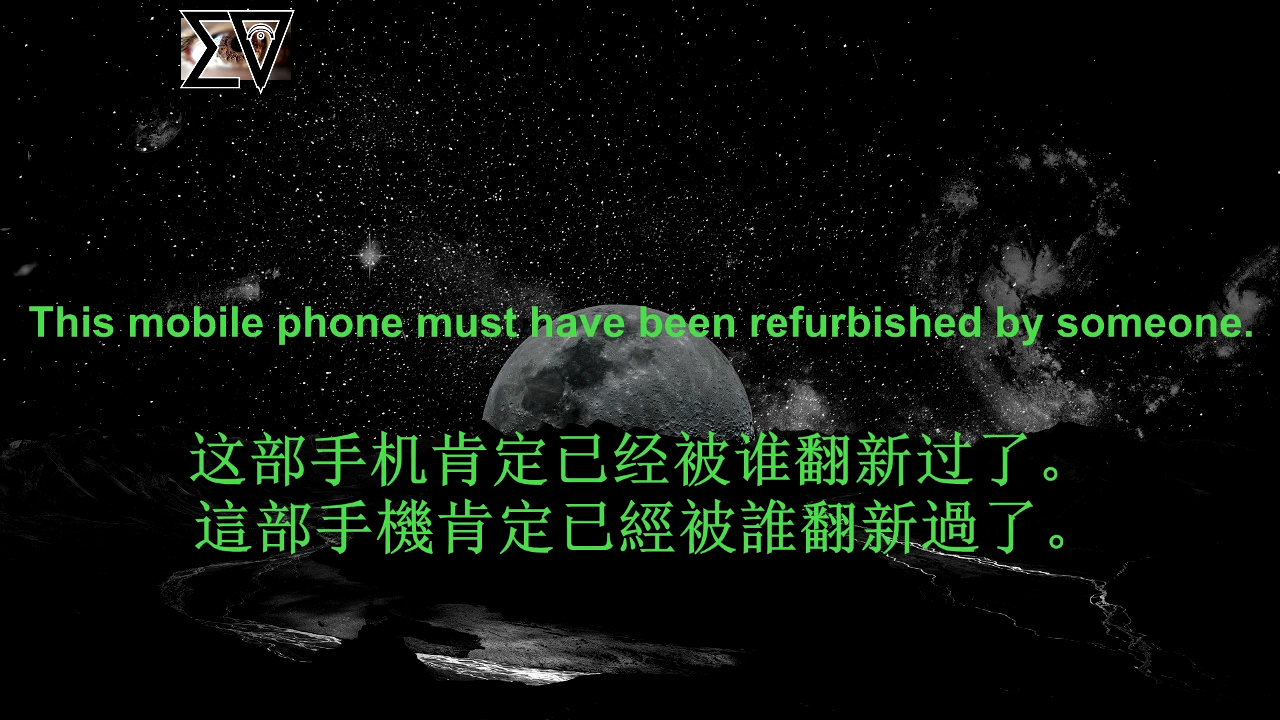 ΣV
This mobile phone must have been refurbished by someone.
这部手机肯定已经被谁翻新过了。
這部手機肯定已經被誰翻新過了。